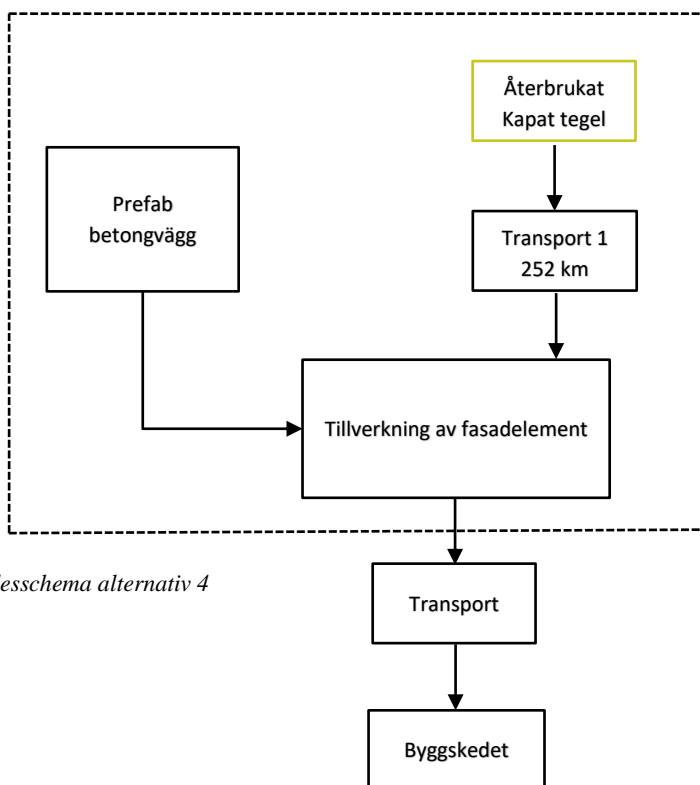 Återbrukat
Kapat tegel
Prefab
betongvägg
Transport 1
252 km
Tillverkning av fasadelement
esschema alternativ 4
Transport
Byggskedet